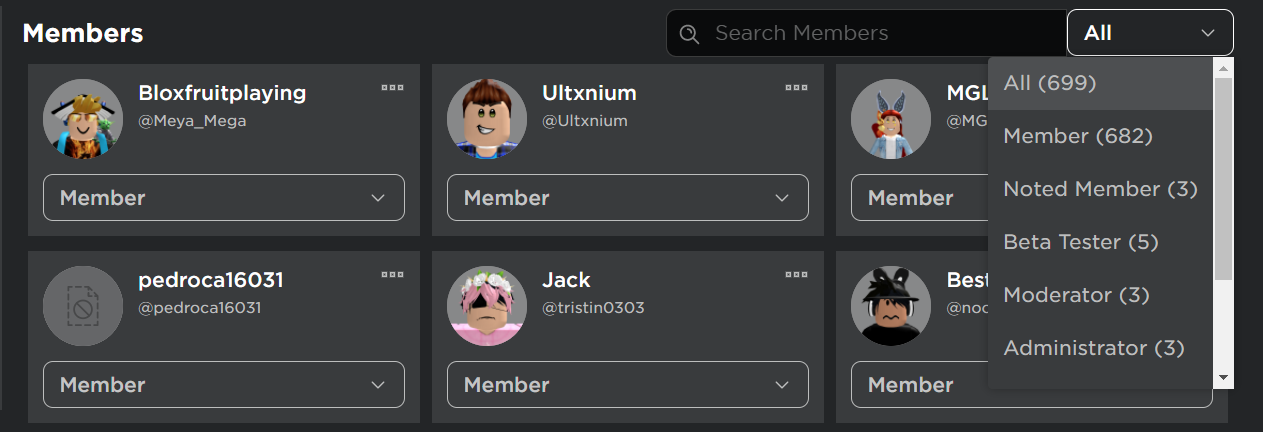 Members
Search Members
All
Bloxfruitplaying
@Meya_Mega
Member
Ultxnium
@Ultxnium
Member
MGL
@MG
Member
All (699)
Member (682)
Noted Member (3)
Beta Tester (5)
Moderator (3)
Administrator (3)
pedroca16031
@pedroca16031
Member
Jack
@tristin0303
Member
Best
@noc
Member